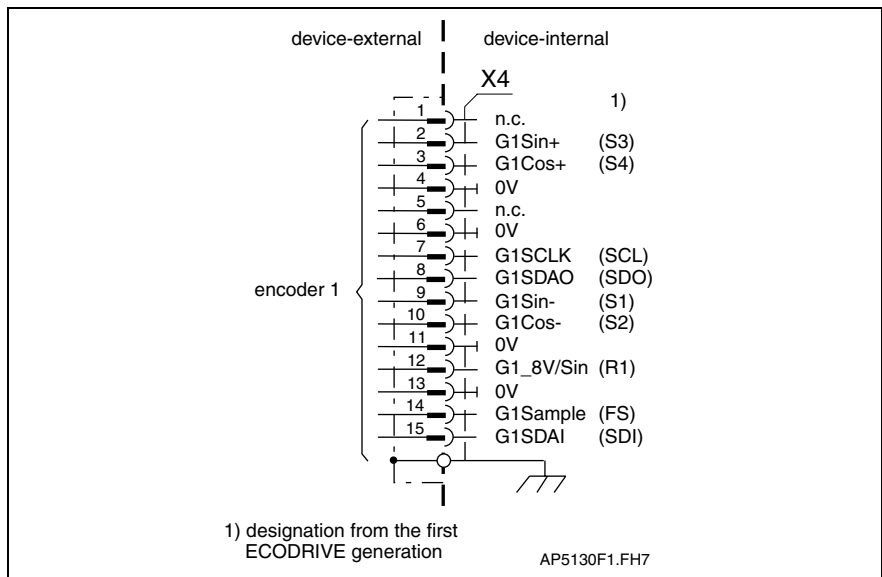 device-external device-internal
X4
1)
1 n.c.
2 G1Sin+ (S3)
3 G1Cos+ (S4)
4 0V
5 n.c.
6 0V
7 G1SCLK (SCL)
8 G1SDAO (SDO)
encoder 1
9 G1Sin- (S1)
10 G1Cos- (S2)
11 0V
12 G1_8V/Sin (R1)
13 0V
14 G1Sample (FS)
15 G1SDAI (SDI)
1) designation from the first
ECODRIVE generation
AP5130F1.FH7